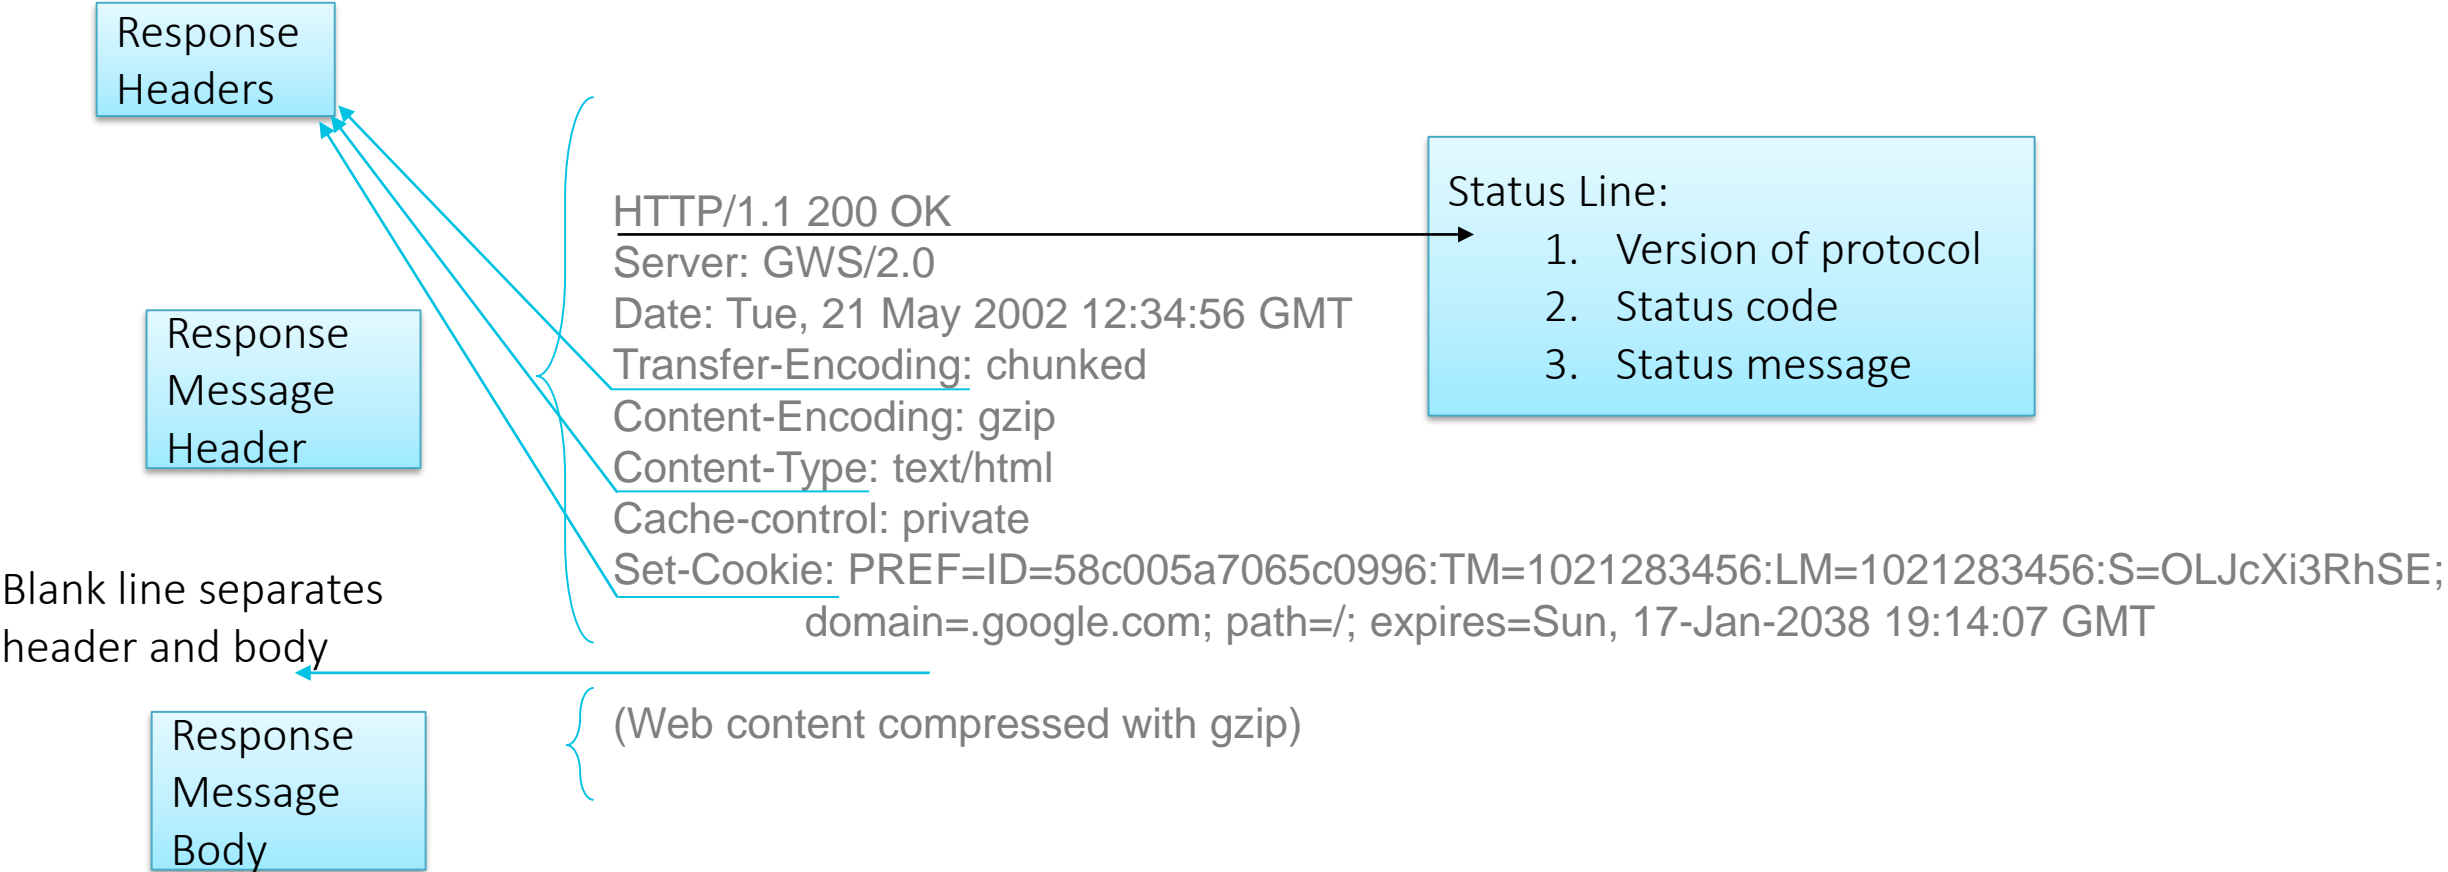 Response
Headers
HTTP/1.1 200 OK
Server: GWS/2.0
Date: Tue, 21 May 2002 12:34:56 GMT
Transfer-Encoding: chunked
Content-Encoding: gzip
Content-Type: text/html
Cache-control: private
Set-Cookie: PREF=ID=58c005a7065c0996:TM=1021283456:LM=1021283456:S=OLJcXi3RhSE;
domain=.google.com; path=/; expires=Sun, 17-Jan-2038 19:14:07 GMT
Status Line:
1. Version of protocol
2. Status code
3. Status message
Response
Message
Header
Blank line separates
header and body
Response
Message
Body
(Web content compressed with gzip)